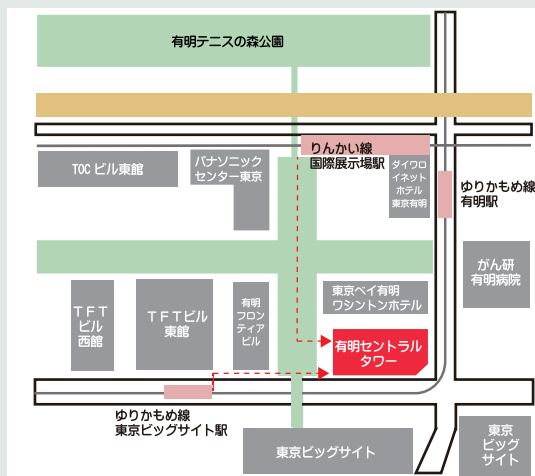 有明テニスの森公園
りんかい線
国際展示場駅
TOCビル東館
パナソニック
センター東京
ダイワロ
イネット
ホテル
東京有明
ゆりかもめ線
有明駅
がん研
有明病院
TFT
ビル
西館
TFTビル
東館
有明
フロン
ティア
ビル
東京ベイ有明
ワシントンホテル
有明セントラル
タワー
ゆりかもめ線
東京ビッグサイト駅
東京ビッグサイト
東京
ビッグ
サイト